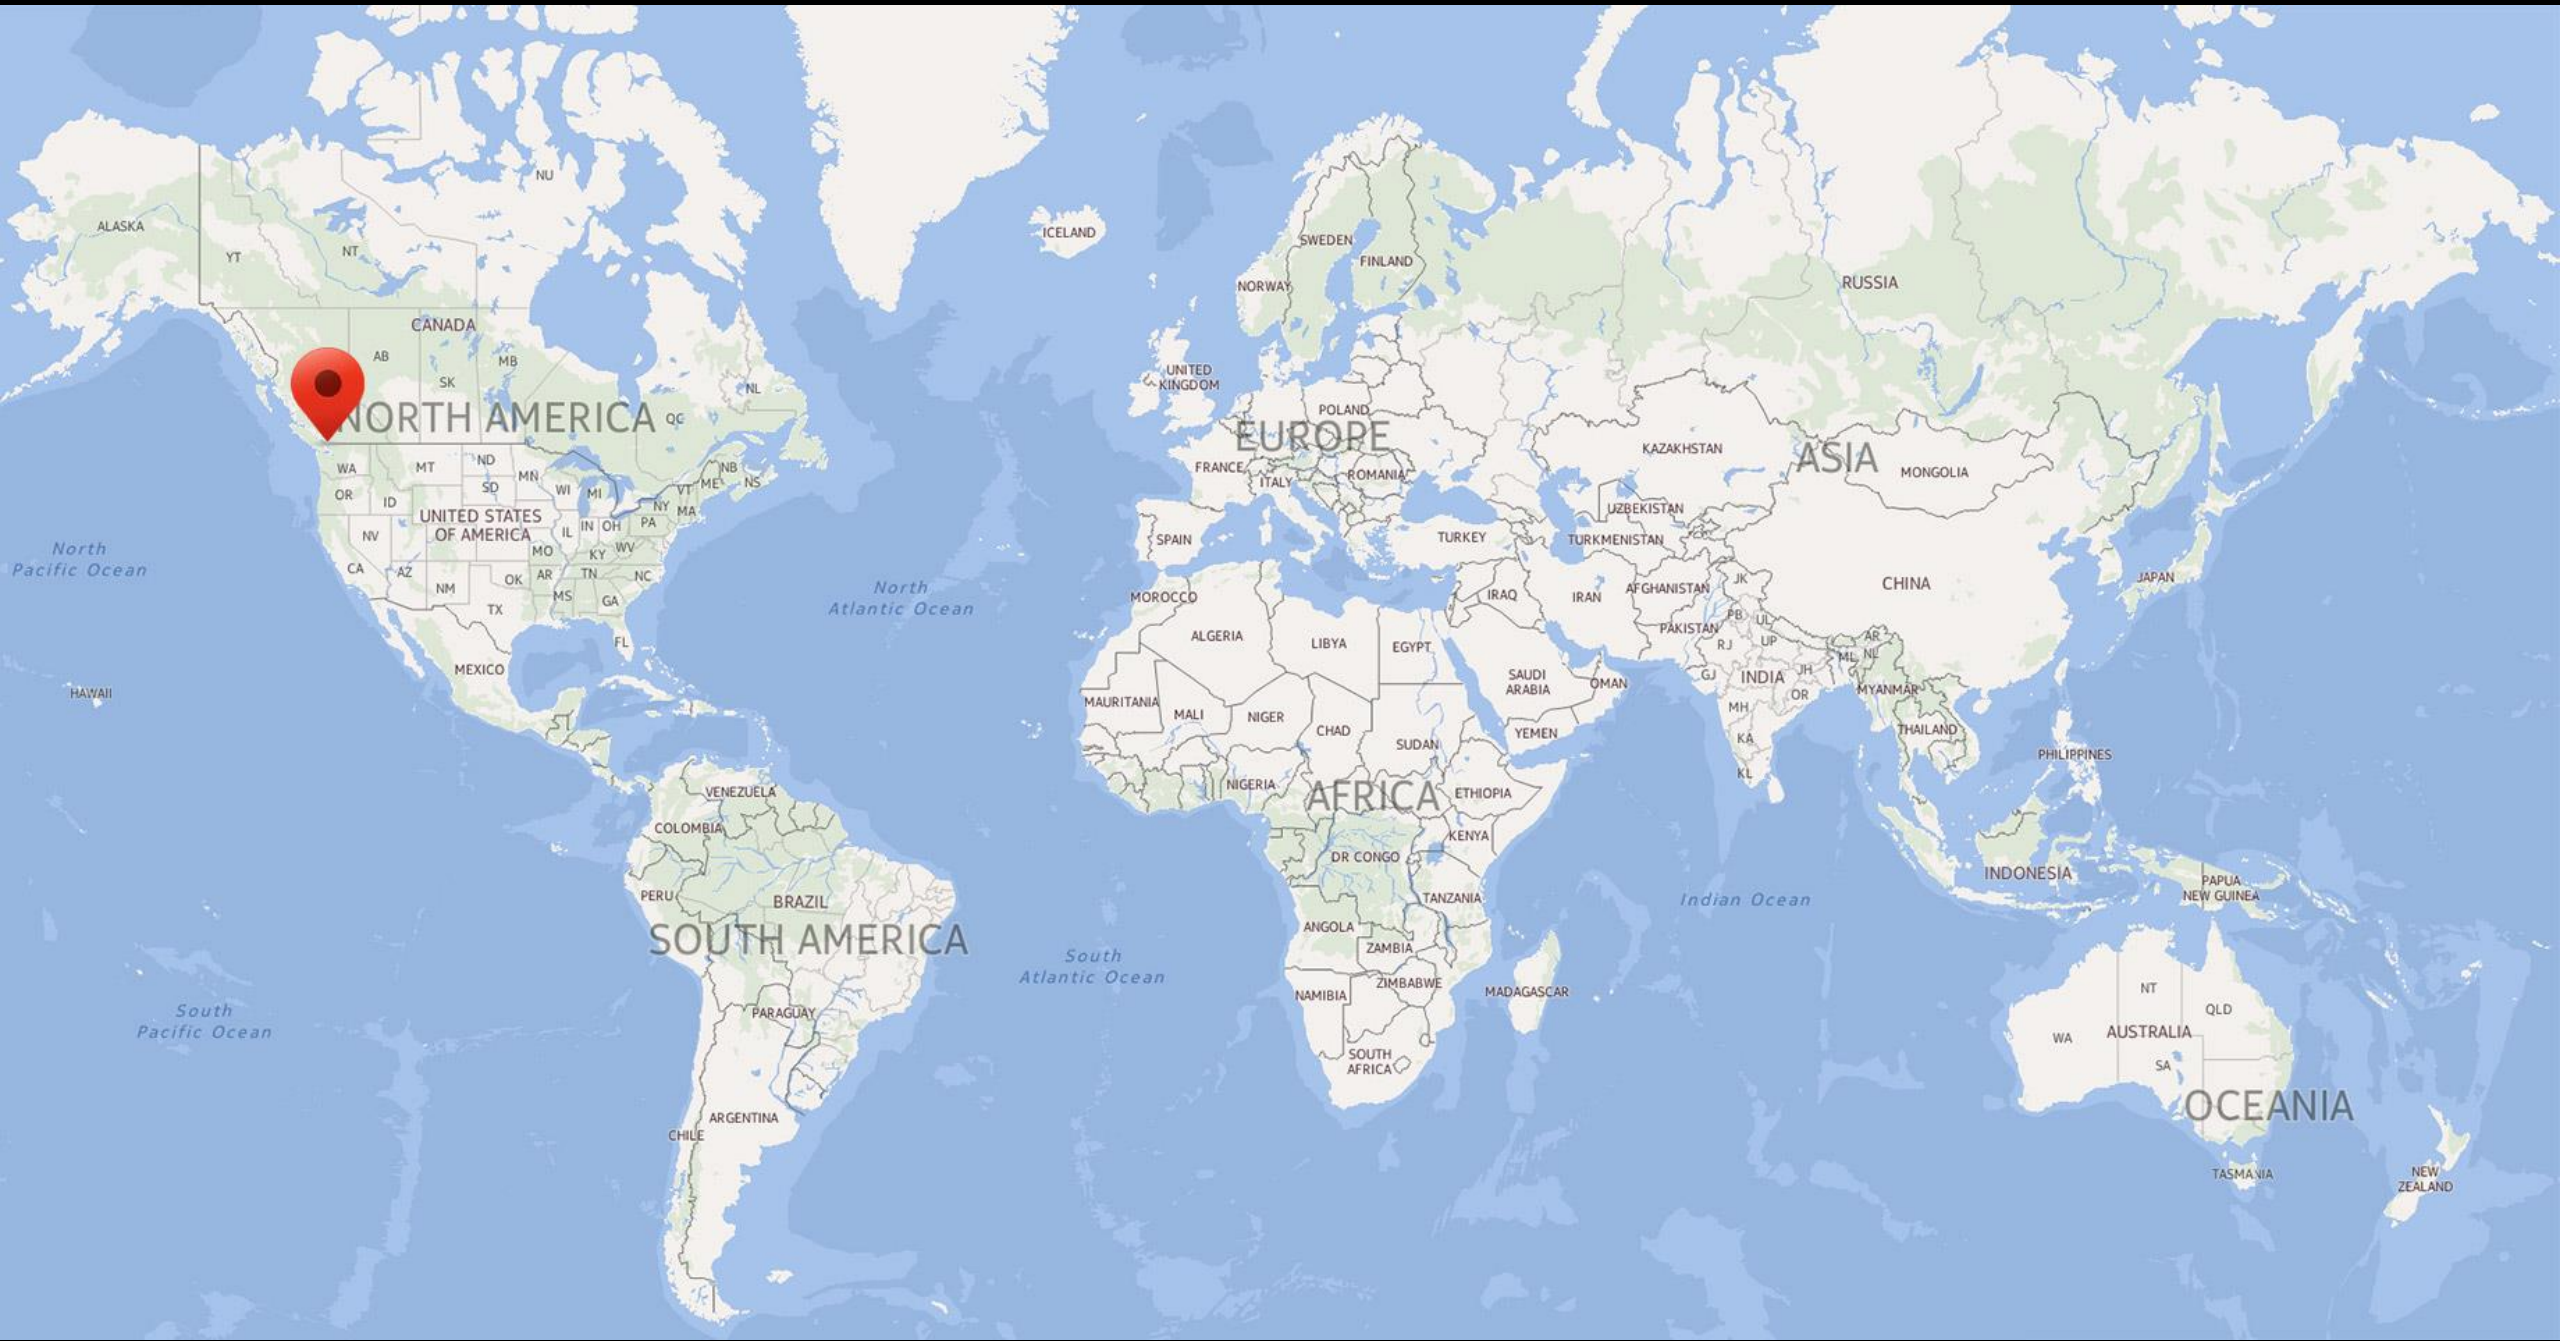 NU
ALASKA
YT
NT
ICELAND
SWEDEN
FINLAND
NORWAY
RUSSIA
CANADA
AB
MB
SK
NL
QC
NORTH AMERICA
UNITED
KINGDOM
POLAND
EUROPE
FRANCE
ITALY
ROMANIA
KAZAKHSTAN
ASIA
MONGOLIA
WA
MT
ND
MN
NB
OR
ID
SD
WI
MI
VT
ME
NS
NY
MA
UNITED STATES
OF AMERICA
NV
IL
IN
OH
PA
MO
KY
WV
CA
AZ
NM
OK
AR
TN
NC
TX
MS
GA
FL
UZBEKISTAN
SPAIN
TURKEY
TURKMENISTAN
North
Pacific Ocean
North
Atlantic Ocean
MOROCCO
IRAQ
IRAN
AFGHANISTAN
JK
CHINA
JAPAN
ALGERIA
LIBYA
EGYPT
PAKISTAN
PB
UL
RJ
UP
AR
ML
NL
MEXICO
HAWAII
SAUDI
ARABIA
OMAN
GJ
INDIA
JH
OR
MYANMAR
MAURITANIA
MALI
NIGER
CHAD
SUDAN
YEMEN
MH
KA
KL
THAILAND
PHILIPPINES
VENEZUELA
NIGERIA
AFRICA
ETHIOPIA
COLOMBIA
KENYA
DR CONGO
INDONESIA
PAPUA
NEW GUINEA
PERU
BRAZIL
TANZANIA
Indian Ocean
SOUTH AMERICA
ANGOLA
ZAMBIA
South
Atlantic Ocean
NAMIBIA
ZIMBABWE
MADAGASCAR
NT
QLD
South
Pacific Ocean
PARAGUAY
WA
AUSTRALIA
SA
SOUTH
AFRICA
OCEANIA
ARGENTINA
CHILE
TASMANIA
NEW
ZEALAND